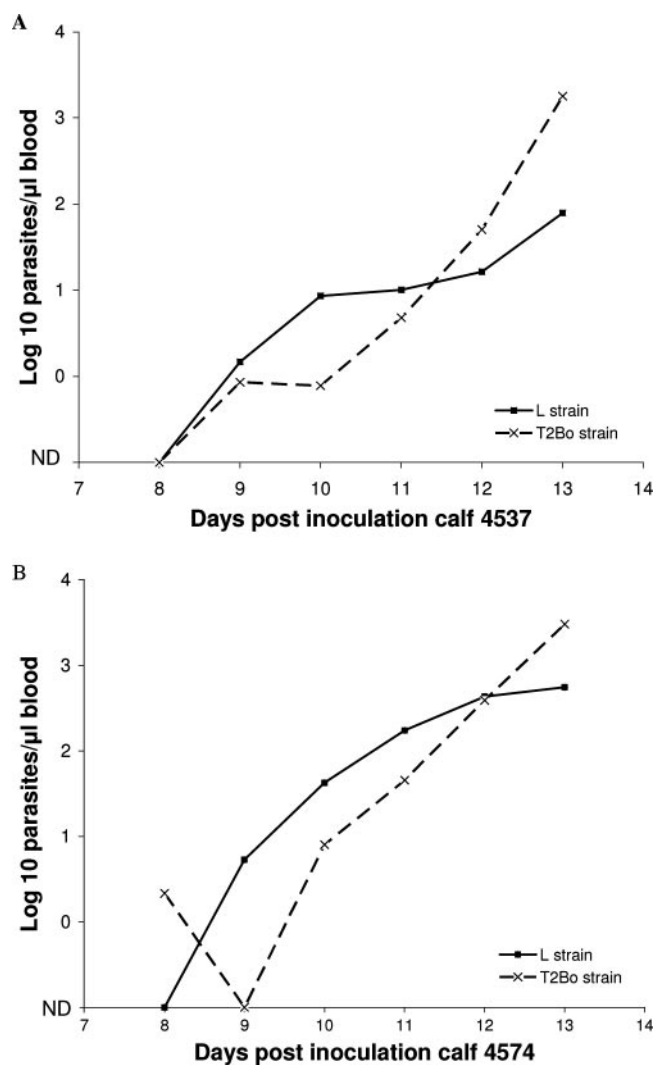 A
4
3
2
1
0
ND
Log 10 parasites/µl blood
L strain
T2Bo strain
7 8 9 10 11 12 13 14
Days post inoculation calf 4537
B
4
3
2
1
0
ND
Log 10 parasites/µl blood
L strain
T2Bo strain
7 8 9 10 11 12 13 14
Days post inoculation calf 4574